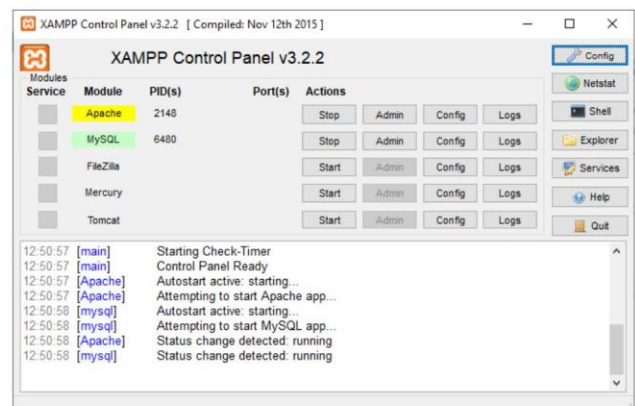 XAMPP Control Panel v3.2.2 [ Compiled: Nov 12th 2015 ]
XAMPP Control Panel v3.2.2
Config
Modules
Service Module PID(s) Port(s) Actions
Netstat
Apache 2148 Stop Admin Config Logs
Shell
MySQL 6480 Stop Admin Config Logs
Explorer
FileZilla Start Admin Config Logs
Services
Mercury Start Admin Config Logs
Help
Tomcat Start Admin Config Logs
Quit
12:50:57 [main] Starting Check-Timer
12:50:57 [main] Control Panel Ready
12:50:57 [Apache] Autostart active: starting...
12:50:57 [Apache] Attempting to start Apache app...
12:50:58 [mysql] Autostart active: starting...
12:50:58 [mysql] Attempting to start MySQL app...
12:50:58 [Apache] Status change detected: running
12:50:58 [mysql] Status change detected: running